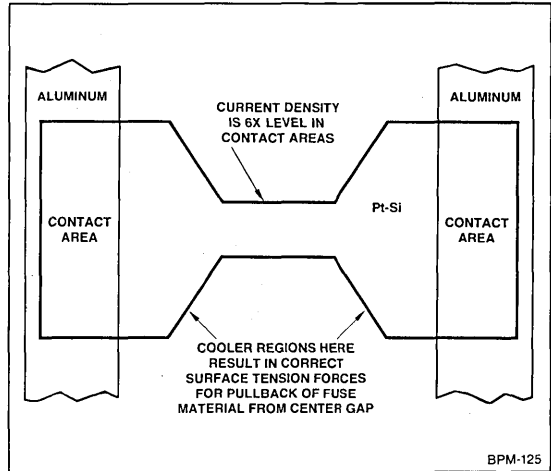 ALUMINUM
ALUMINUM
CURRENT DENSITY
IS 6X LEVEL IN
CONTACT AREAS
Pt-Si
CONTACT
AREA
CONTACT
AREA
COOLER REGIONS HERE
RESULT IN CORRECT
SURFACE TENSION FORCES
FOR PULLBACK OF FUSE
MATERIAL FROM CENTER GAP
BPM-125